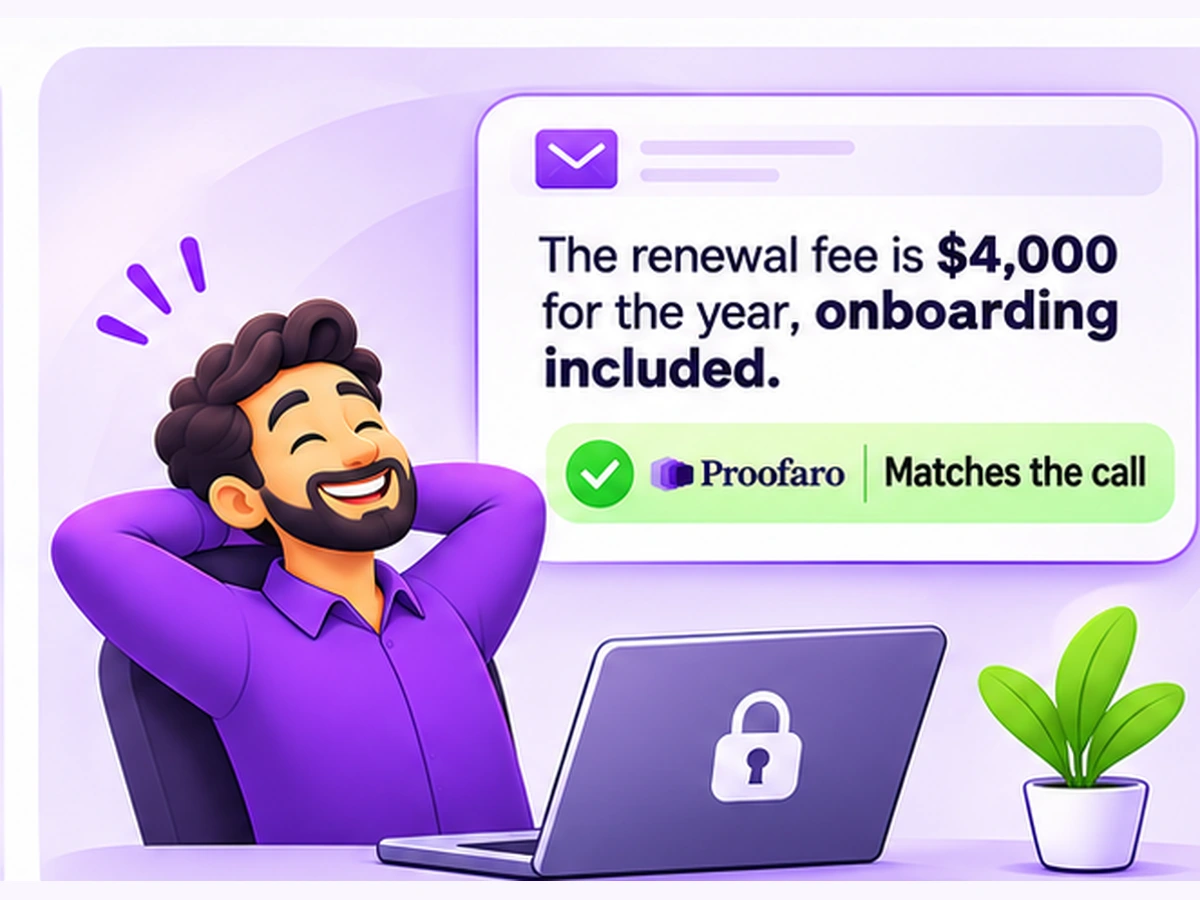 The renewal fee is $4,000
for the year, onboarding
included.
Proofaro Matches the call